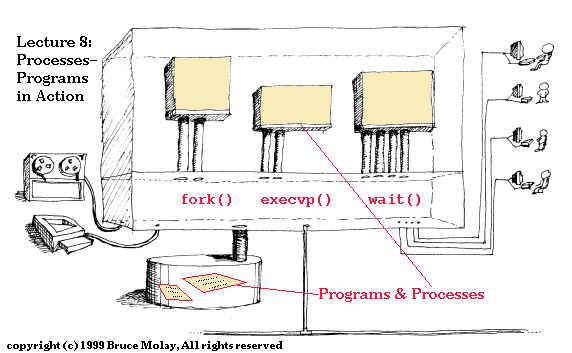 Lecture 8:
Processes-
Programs
in Action
fork() execvp() wait()
Programs & Processes
copyright (c) 1999 Bruce Molay, All rights reserved